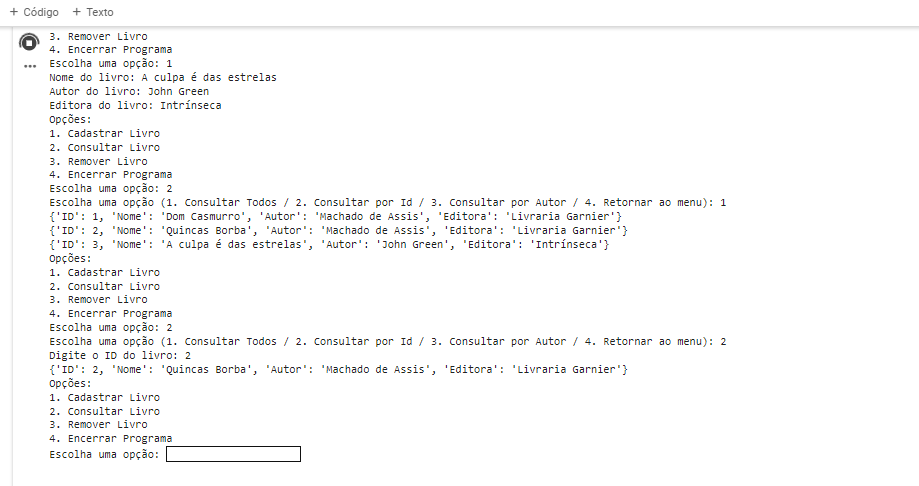 + Código + Texto
3. Remover Livro
4. Encerrar Programa
Escolha uma opção: 1
Nome do livro: A culpa é das estrelas
Autor do livro: John Green
Editora do livro: Intrínseca
Opções:
1. Cadastrar Livro
2. Consultar Livro
3. Remover Livro
4. Encerrar Programa
Escolha uma opção: 2
Escolha uma opção (1. Consultar Todos / 2. Consultar por Id / 3. Consultar por Autor / 4. Retornar ao menu): 1
{'ID': 1, 'Nome': 'Dom Casmurro', 'Autor': 'Machado de Assis', 'Editora': 'Livraria Garnier'}
{'ID': 2, 'Nome': 'Quincas Borba', 'Autor': 'Machado de Assis', 'Editora': 'Livraria Garnier'}
{'ID': 3, 'Nome': 'A culpa é das estrelas', 'Autor': 'John Green', 'Editora': 'Intrínseca'}
Opções:
1. Cadastrar Livro
2. Consultar Livro
3. Remover Livro
4. Encerrar Programa
Escolha uma opção: 2
Escolha uma opção (1. Consultar Todos / 2. Consultar por Id / 3. Consultar por Autor / 4. Retornar ao menu): 2
Digite o ID do livro: 2
{'ID': 2, 'Nome': 'Quincas Borba', 'Autor': 'Machado de Assis', 'Editora': 'Livraria Garnier'}
Opções:
1. Cadastrar Livro
2. Consultar Livro
3. Remover Livro
4. Encerrar Programa
Escolha uma opção: